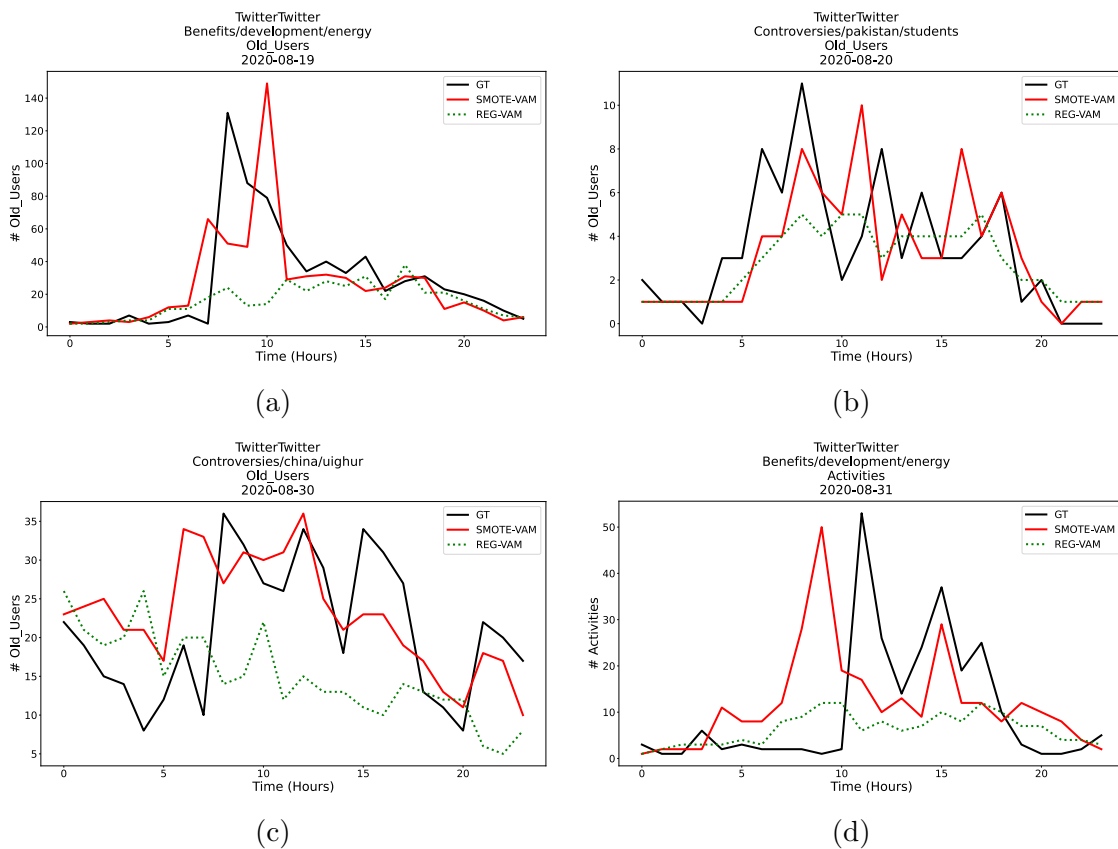 TwitterTwitter
Benefits/development/energy
Old_Users
2020-08-19
GT
SMOTE-VAM
REG-VAM
# Old_Users
140
120
100
80
60
40
20
0
0 5 10 15 20
Time (Hours)
(a)
TwitterTwitter
Controversies/pakistan/students
Old_Users
2020-08-20
GT
SMOTE-VAM
REG-VAM
# Old_Users
10
8
6
4
2
0
0 5 10 15 20
Time (Hours)
(b)
TwitterTwitter
Controversies/china/uighur
Old_Users
2020-08-30
GT
SMOTE-VAM
REG-VAM
# Old_Users
35
30
25
20
15
10
5
0 5 10 15 20
Time (Hours)
(c)
TwitterTwitter
Benefits/development/energy
Activities
2020-08-31
GT
SMOTE-VAM
REG-VAM
# Activities
50
40
30
20
10
0
0 5 10 15 20
Time (Hours)
(d)